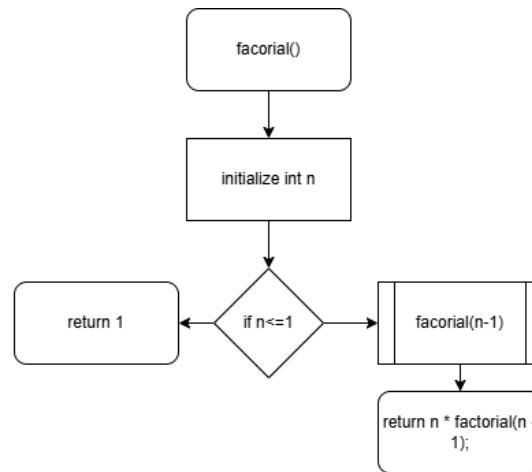 facorial()
initialize int n
return 1
if n<=1
facorial(n-1)
return n * factorial(n -
1);